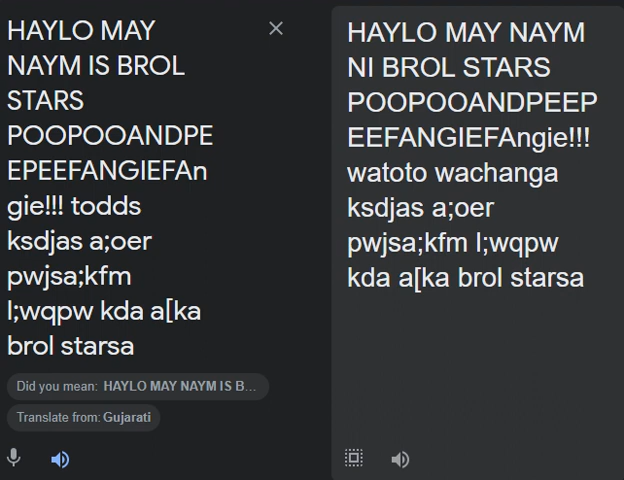 HAYLO MAY
NAYM IS BROL
STARS
POOPOOANDPE
EPEEFANGIEFAn
gie!!! todds
ksdjas a;oer
pwjsa;kfm
l;wqpw kda a[ka
brol starsa
Did you mean: HAYLO MAY NAYM IS B...
Translate from: Gujarati
HAYLO MAY NAYM
NI BROL STARS
POOPOOANDPEEP
EEFANGIEFAngie!!!
watoto wachanga
ksdjas a;oer
pwjsa;kfm l;wqpw
kda a[ka brol starsa